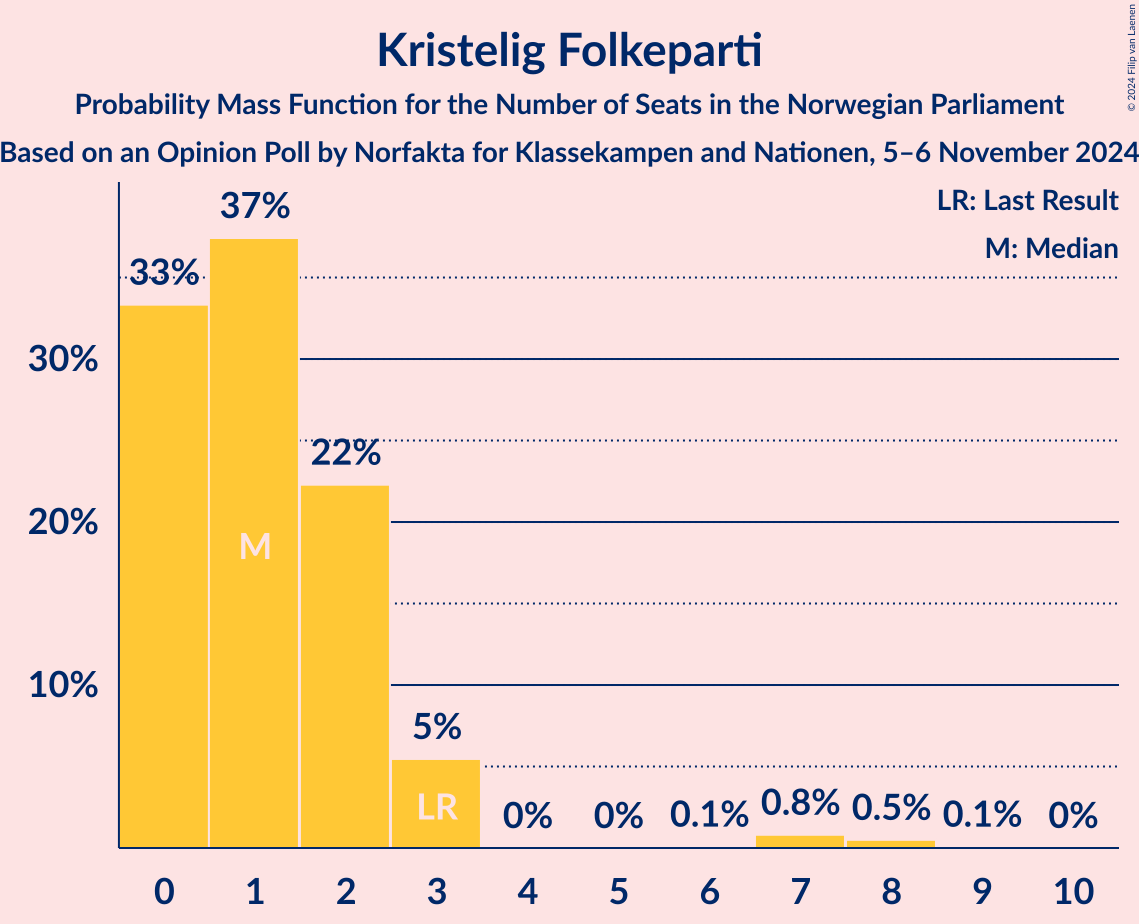 Kristelig Folkeparti
Probability Mass Function for the Number of Seats in the Norwegian Parliament
Based on an Opinion Poll by Norfakta for Klassekampen and Nationen, 5–6 November 2024
© 2024 Filip van Laenen
LR: Last Result
M: Median
37%
33%
30%
22%
20%
M
10%
5%
LR
0%
0%
0.1%
0.8%
0.5%
0.1%
0%
0 1 2 3 4 5 6 7 8 9 10